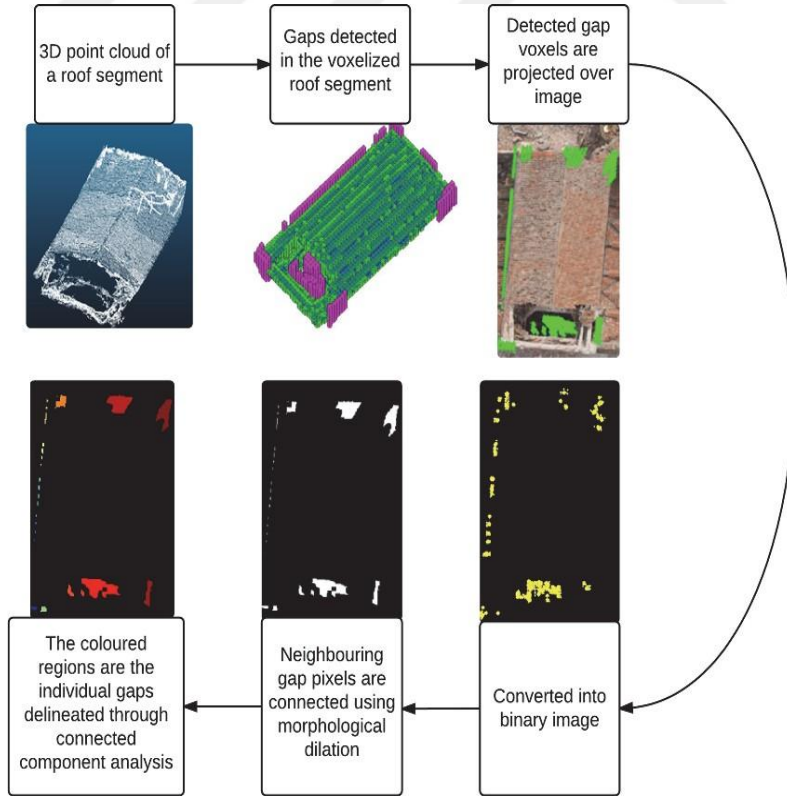 3D point cloud of
a roof segment
Gaps detected
in the voxelized
roof segment
Detected gap
voxels are
projected over
image
Converted into
binary image
Neighbouring
gap pixels are
connected using
morphological
dilation
The coloured
regions are the
individual gaps
delineated through
connected
component analysis